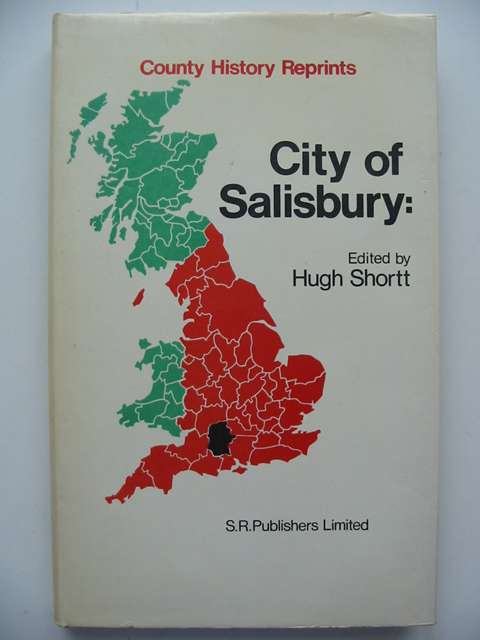 County History Reprints
City of
Salisbury:
Edited by
Hugh Shortt
S.R.Publishers Limited